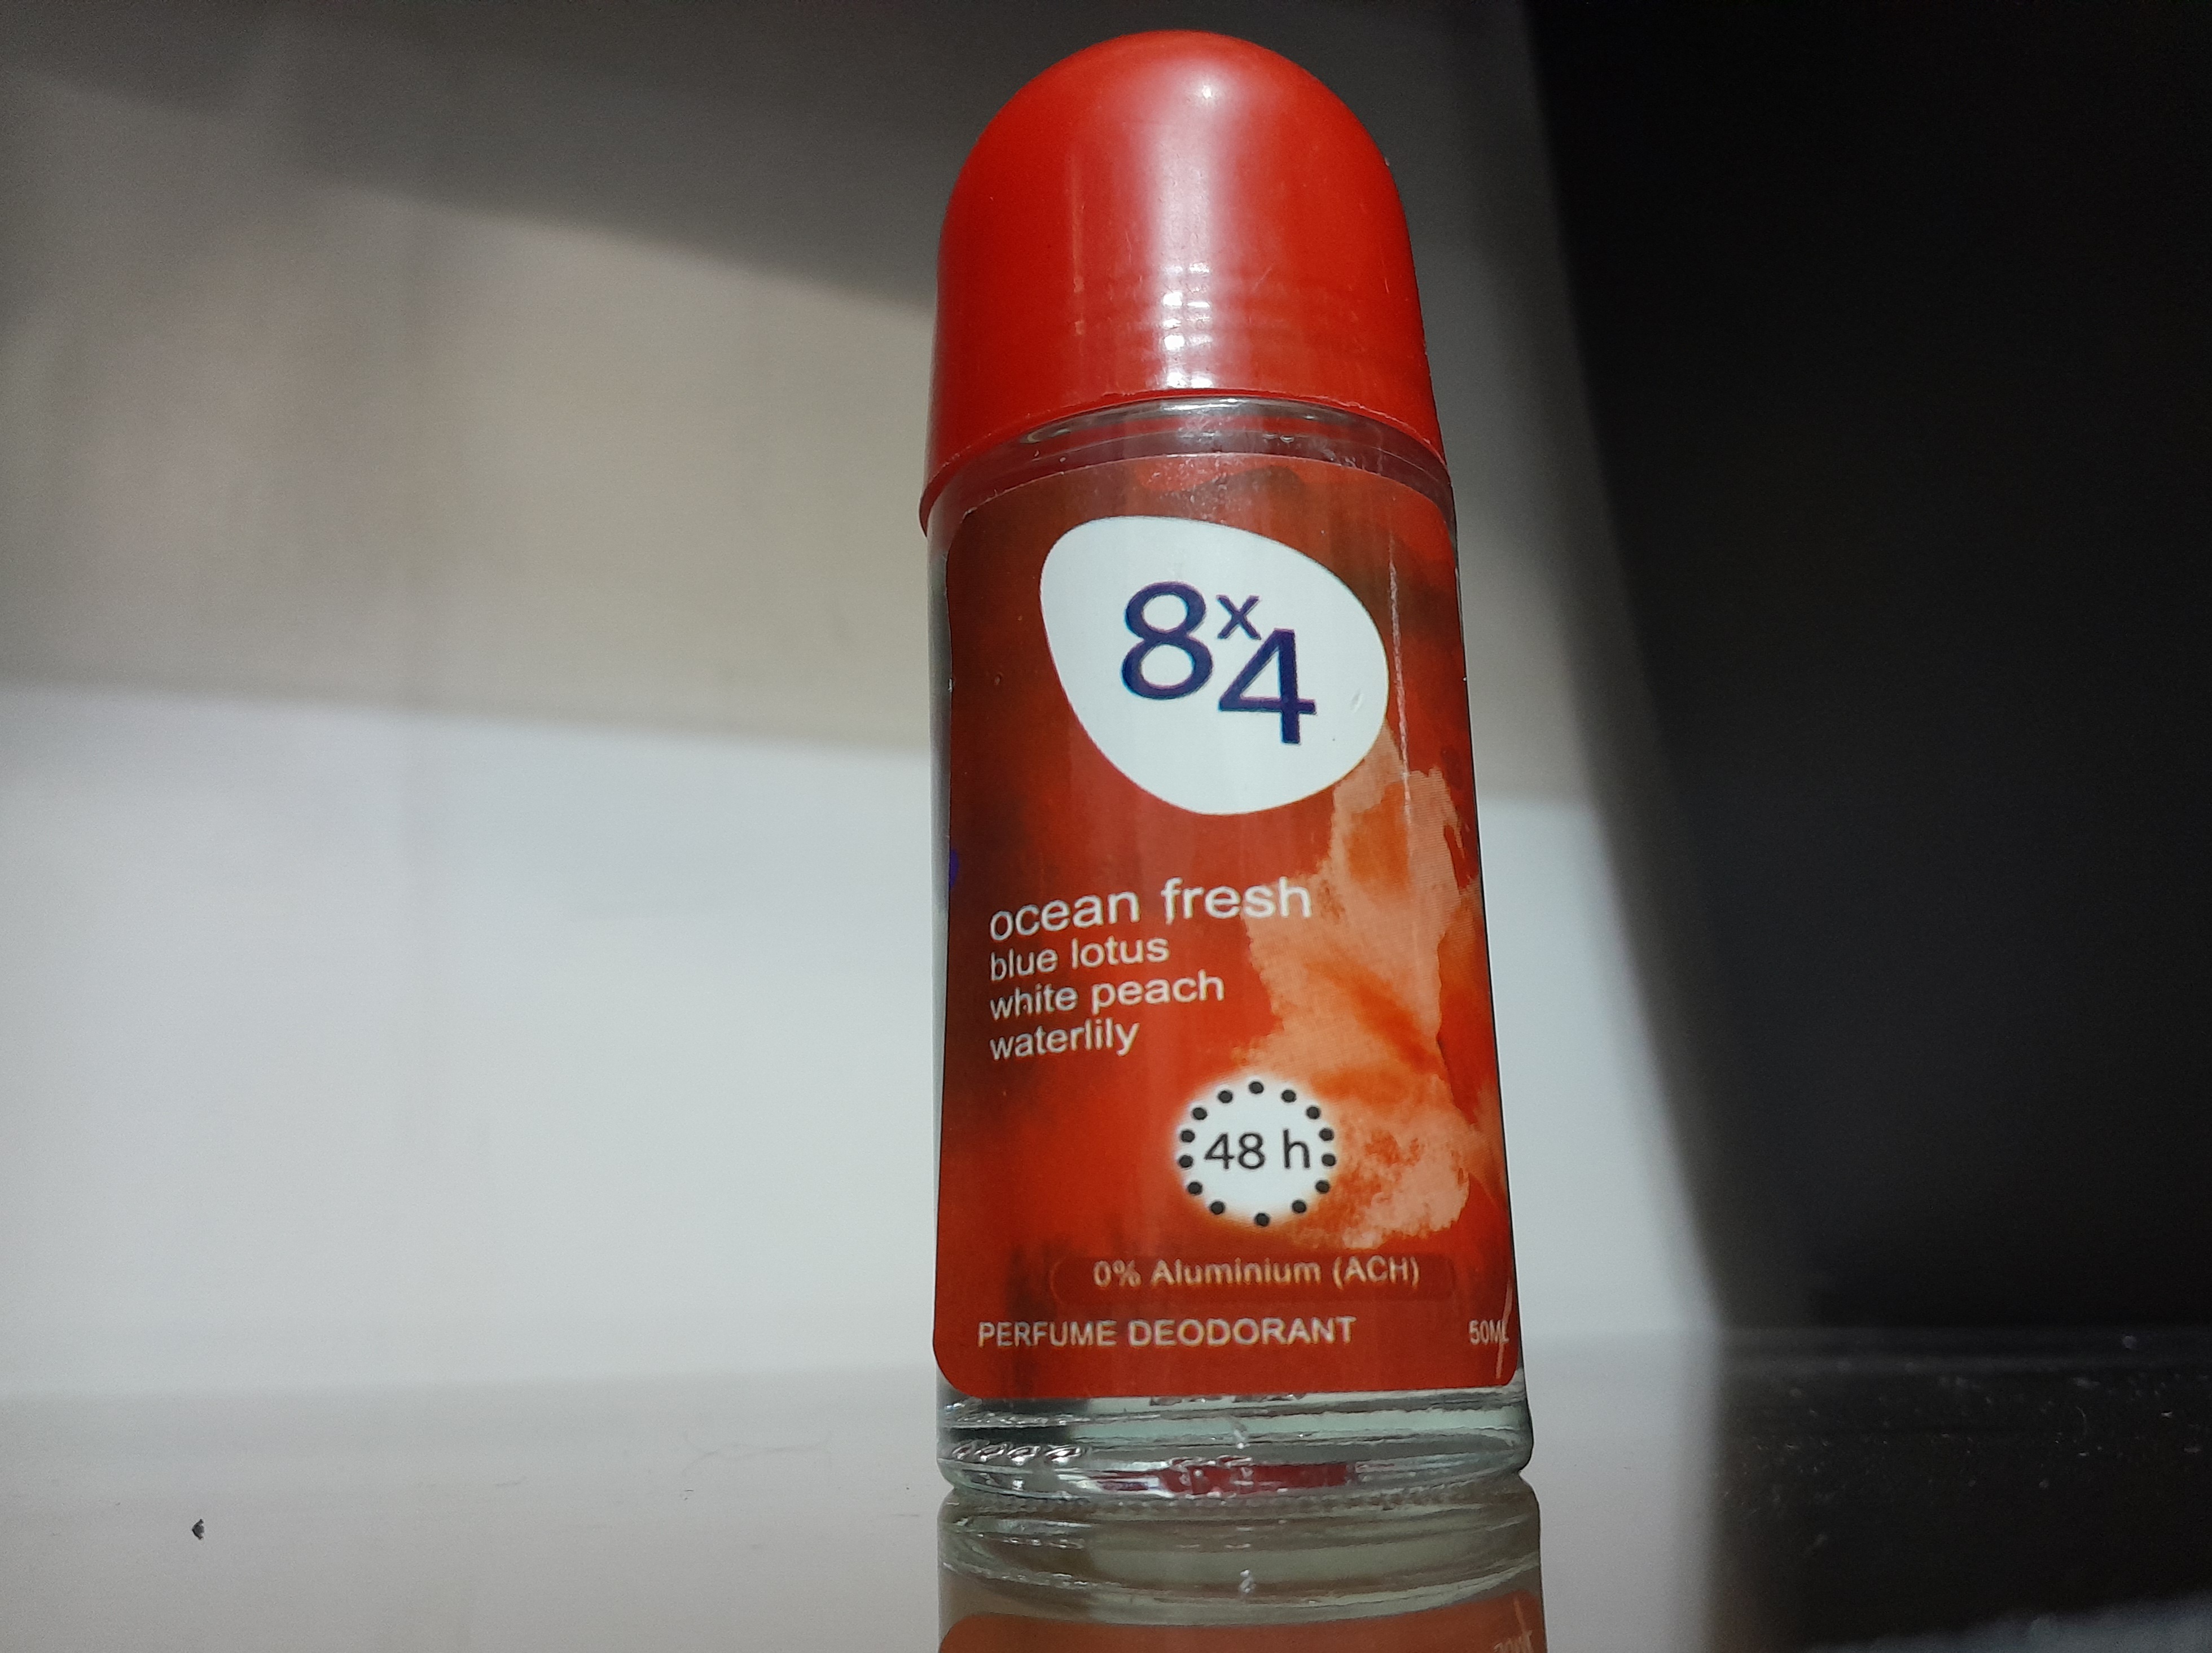 8x4
ocean fresh
blue lotus
white peach
waterlily
48 h
0% Aluminium (ACH)
PERFUME DEODORANT
50ML